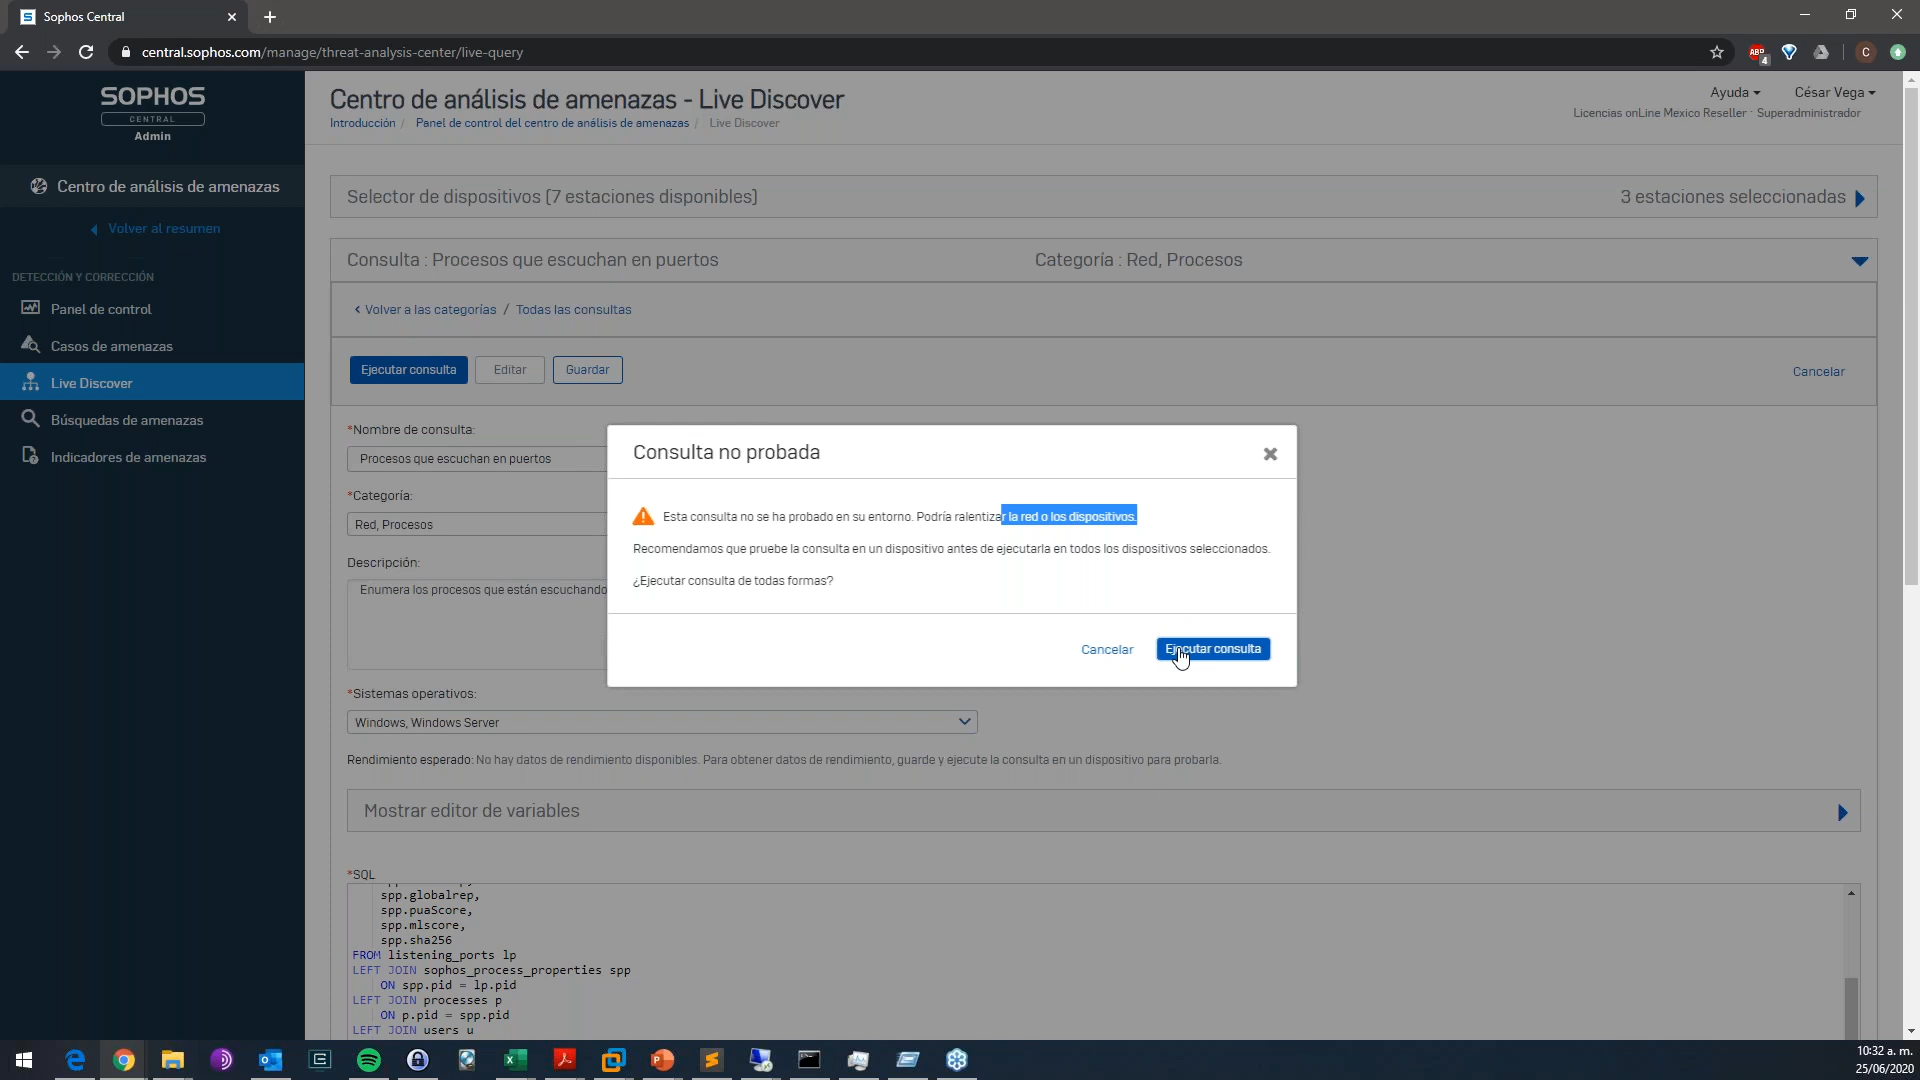 Sophos Central
central.sophos.com/manage/threat-analysis-center/live-query
ABP
4
C
SOPHOS
CENTRAL
Admin
Centro de análisis de amenazas - Live Discover
Introducción / Panel de control del centro de análisis de amenazas / Live Discover
Ayuda
César Vega
Licencias onLine Mexico Reseller · Superadministrador
Centro de análisis de amenazas
Volver al resumen
DETECCIÓN Y CORRECCIÓN
Panel de control
Casos de amenazas
Live Discover
Búsquedas de amenazas
Indicadores de amenazas
Selector de dispositivos (7 estaciones disponibles)
3 estaciones seleccionadas
Consulta : Procesos que escuchan en puertos
Categoría : Red, Procesos
< Volver a las categorías / Todas las consultas
Ejecutar consulta
Editar
Guardar
Cancelar
*Nombre de consulta:
Procesos que escuchan en puertos
*Categoría:
Red, Procesos
Descripción:
Enumera los procesos que están escuchando
Consulta no probada
Esta consulta no se ha probado en su entorno. Podría ralentizar la red o los dispositivos.
Recomendamos que pruebe la consulta en un dispositivo antes de ejecutarla en todos los dispositivos seleccionados.
¿Ejecutar consulta de todas formas?
Cancelar
Ejecutar consulta
*Sistemas operativos:
Windows, Windows Server
Rendimiento esperado: No hay datos de rendimiento disponibles. Para obtener datos de rendimiento, guarde y ejecute la consulta en un dispositivo para probarla.
Mostrar editor de variables
*SQL
spp.globalrep,
spp.puaScore,
spp.mlscore,
spp.sha256
FROM listening_ports lp
LEFT JOIN sophos_process_properties spp
ON spp.pid = lp.pid
LEFT JOIN processes p
ON p.pid = spp.pid
LEFT JOIN users u
10:32 a. m.
25/06/2020